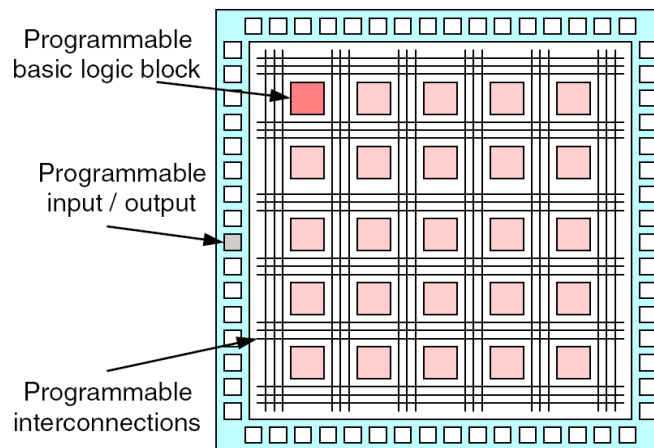 Programmable
basic logic block
Programmable
input / output
Programmable
interconnections